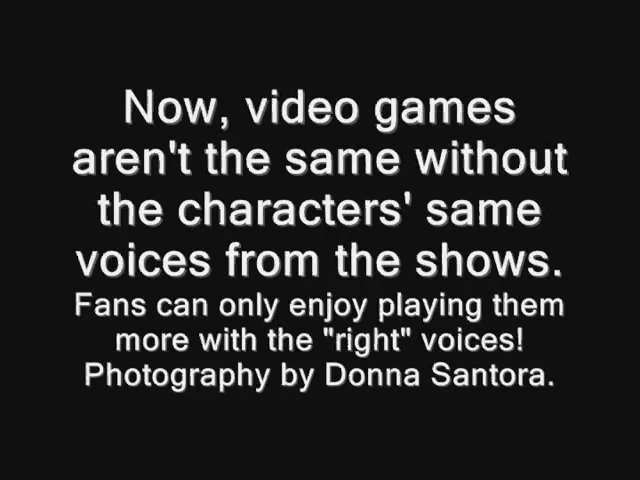 Now, video games
aren't the same without
the characters' same
voices from the shows.
Fans can only enjoy playing them
more with the "right" voices!
Photography by Donna Santora.